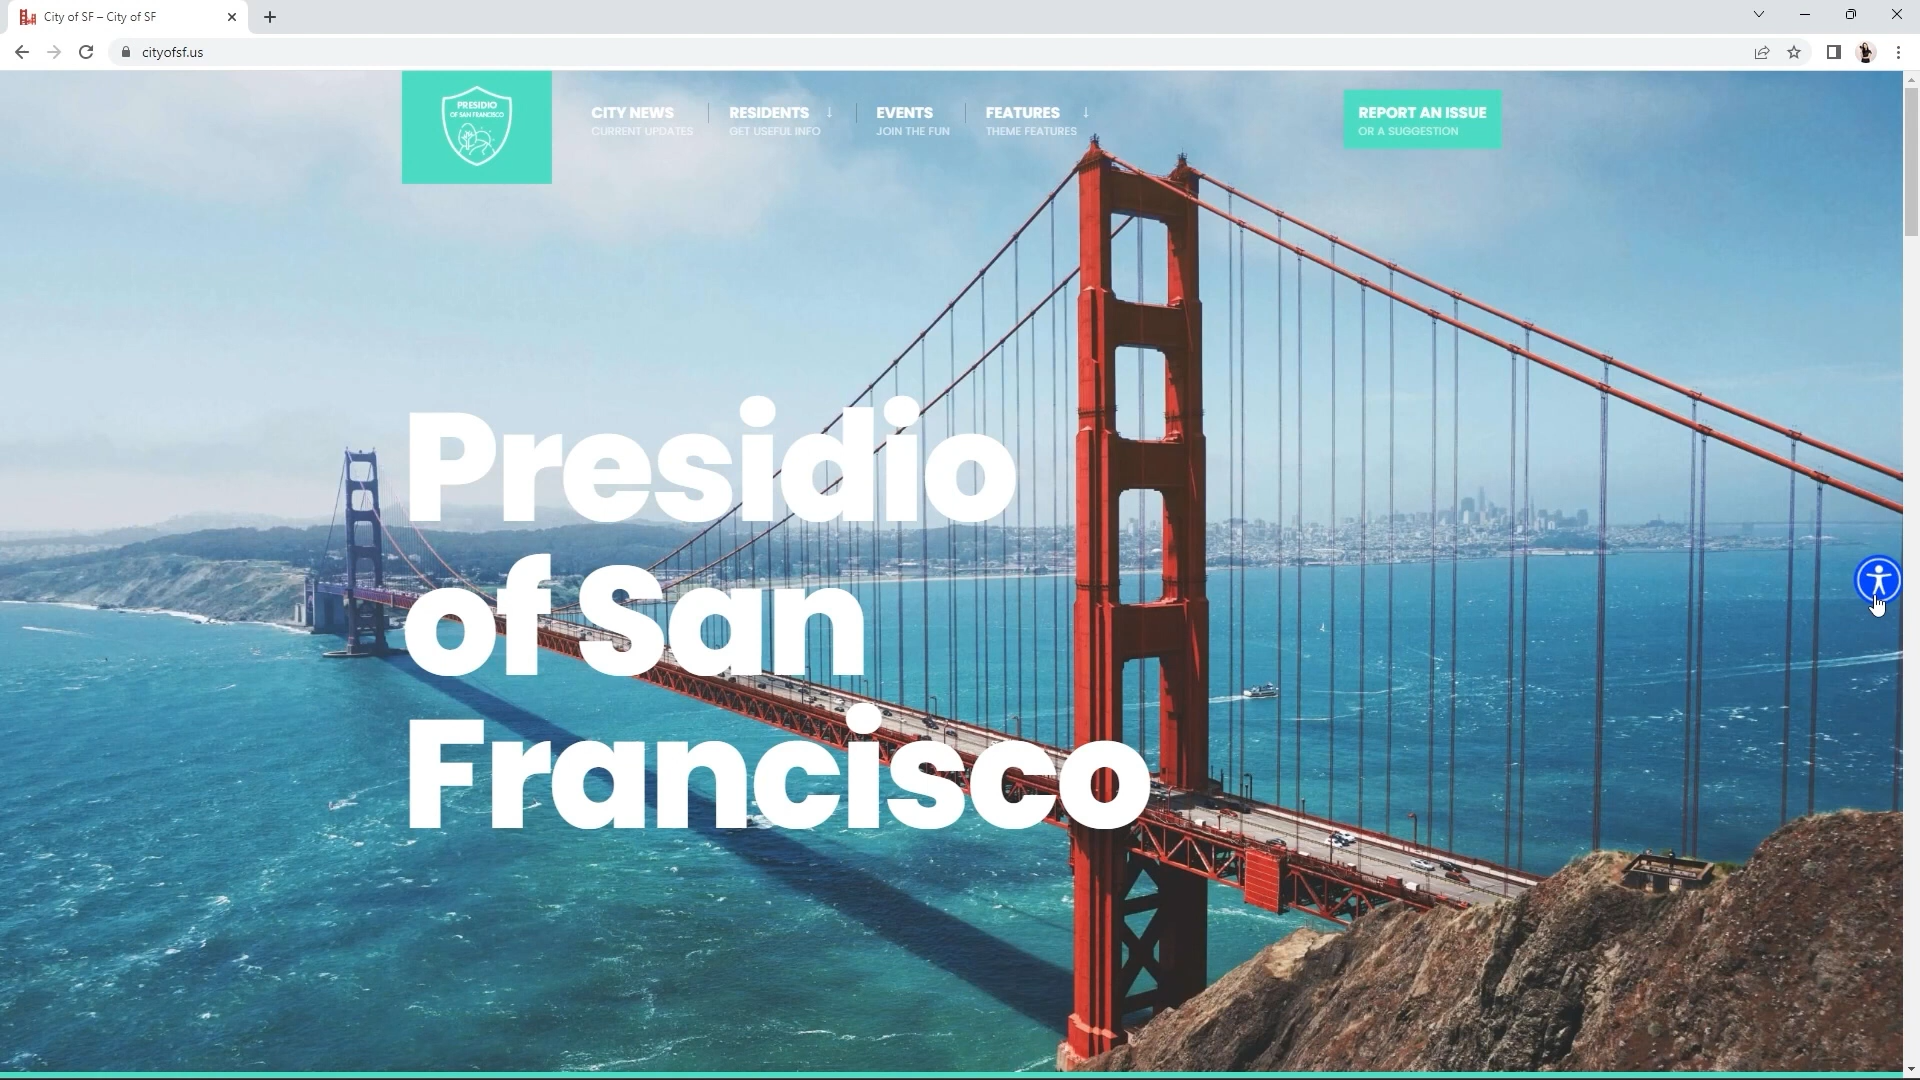 City of SF – City of SF
cityofsf.us
PRESIDIO
OF SAN FRANCISCO
CITY NEWS
CURRENT UPDATES
RESIDENTS ↓
GET USEFUL INFO
EVENTS
JOIN THE FUN
FEATURES ↓
THEME FEATURES
REPORT AN ISSUE
OR A SUGGESTION
Presidio
of San
Francisco